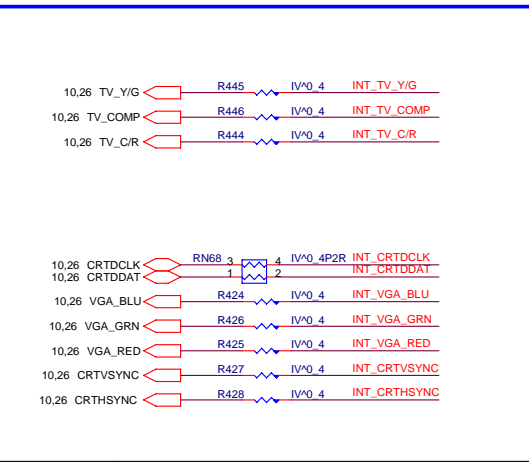 10,26 TV_Y/G R445 IV^0_4 INT_TV_Y/G
10,26 TV_COMP R446 IV^0_4 INT_TV_COMP
10,26 TV_C/R R444 IV^0_4 INT_TV_C/R
10,26 CRTDCLK RN68 3 4 IV^0_4P2R INT_CRTDCLK
10,26 CRTDDAT 1 2 INT_CRTDDAT
10,26 VGA_BLU R424 IV^0_4 INT_VGA_BLU
10,26 VGA_GRN R426 IV^0_4 INT_VGA_GRN
10,26 VGA_RED R425 IV^0_4 INT_VGA_RED
10,26 CRTVSYNC R427 IV^0_4 INT_CRTVSYNC
10,26 CRTHSYNC R428 IV^0_4 INT_CRTHSYNC